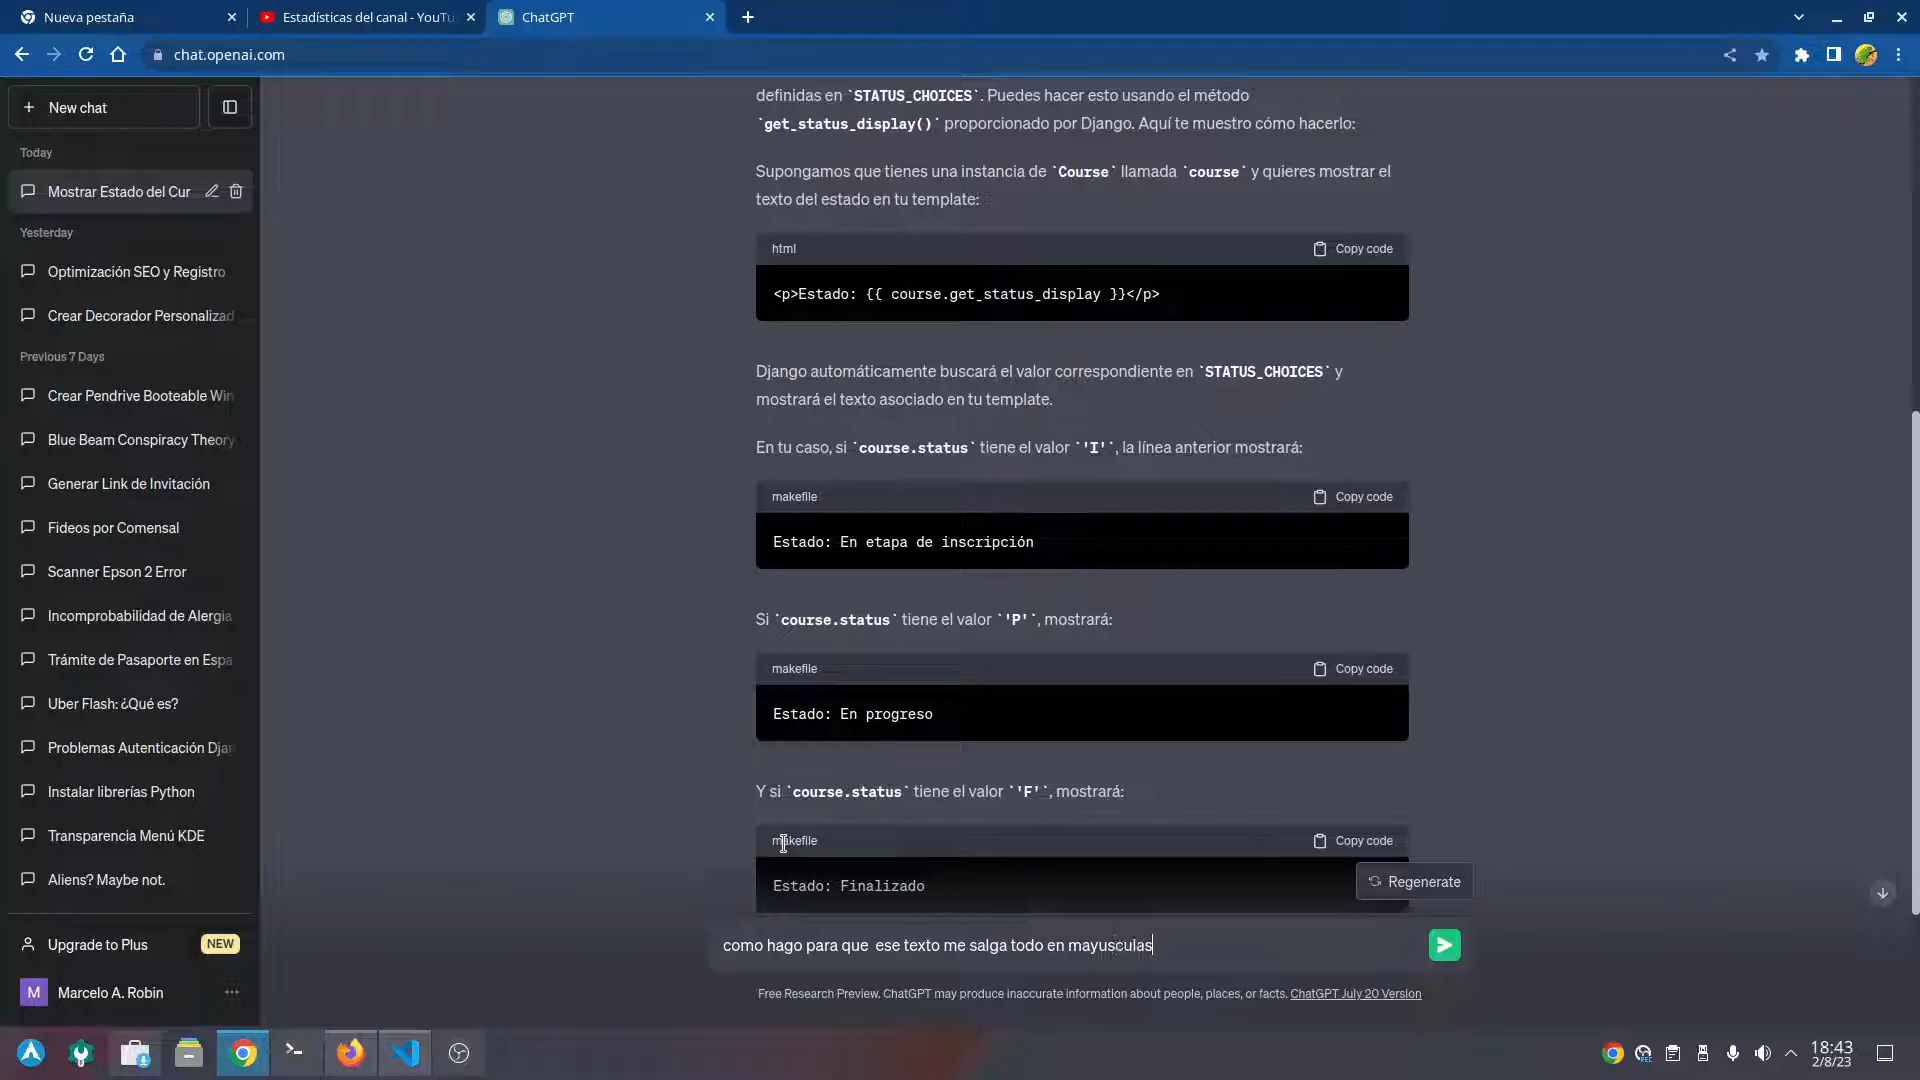 Nueva pestaña
Estadísticas del canal - YouTu
ChatGPT
chat.openai.com
New chat
Today
Mostrar Estado del Cur
Yesterday
Optimización SEO y Registro
Crear Decorador Personalizad
Previous 7 Days
Crear Pendrive Booteable Win
Blue Beam Conspiracy Theory
Generar Link de Invitación
Fideos por Comensal
Scanner Epson 2 Error
Incomprobabilidad de Alergia
Trámite de Pasaporte en Espa
Uber Flash: ¿Qué es?
Problemas Autenticación Djan
Instalar librerías Python
Transparencia Menú KDE
Aliens? Maybe not.
Upgrade to Plus NEW
M Marcelo A. Robin
definidas en `STATUS_CHOICES`. Puedes hacer esto usando el método
`get_status_display()` proporcionado por Django. Aquí te muestro cómo hacerlo:
Supongamos que tienes una instancia de `Course` llamada `course` y quieres mostrar el
texto del estado en tu template:
html Copy code
<p>Estado: {{ course.get_status_display }}</p>
Django automáticamente buscará el valor correspondiente en `STATUS_CHOICES` y
mostrará el texto asociado en tu template.
En tu caso, si `course.status` tiene el valor `'I'`, la línea anterior mostrará:
makefile Copy code
Estado: En etapa de inscripción
Si `course.status` tiene el valor `'P'`, mostrará:
makefile Copy code
Estado: En progreso
Y si `course.status` tiene el valor `'F'`, mostrará:
makefile Copy code
Estado: Finalizado
Regenerate
como hago para que  ese texto me salga todo en mayusculas
Free Research Preview. ChatGPT may produce inaccurate information about people, places, or facts. ChatGPT July 20 Version
18:43
2/8/23